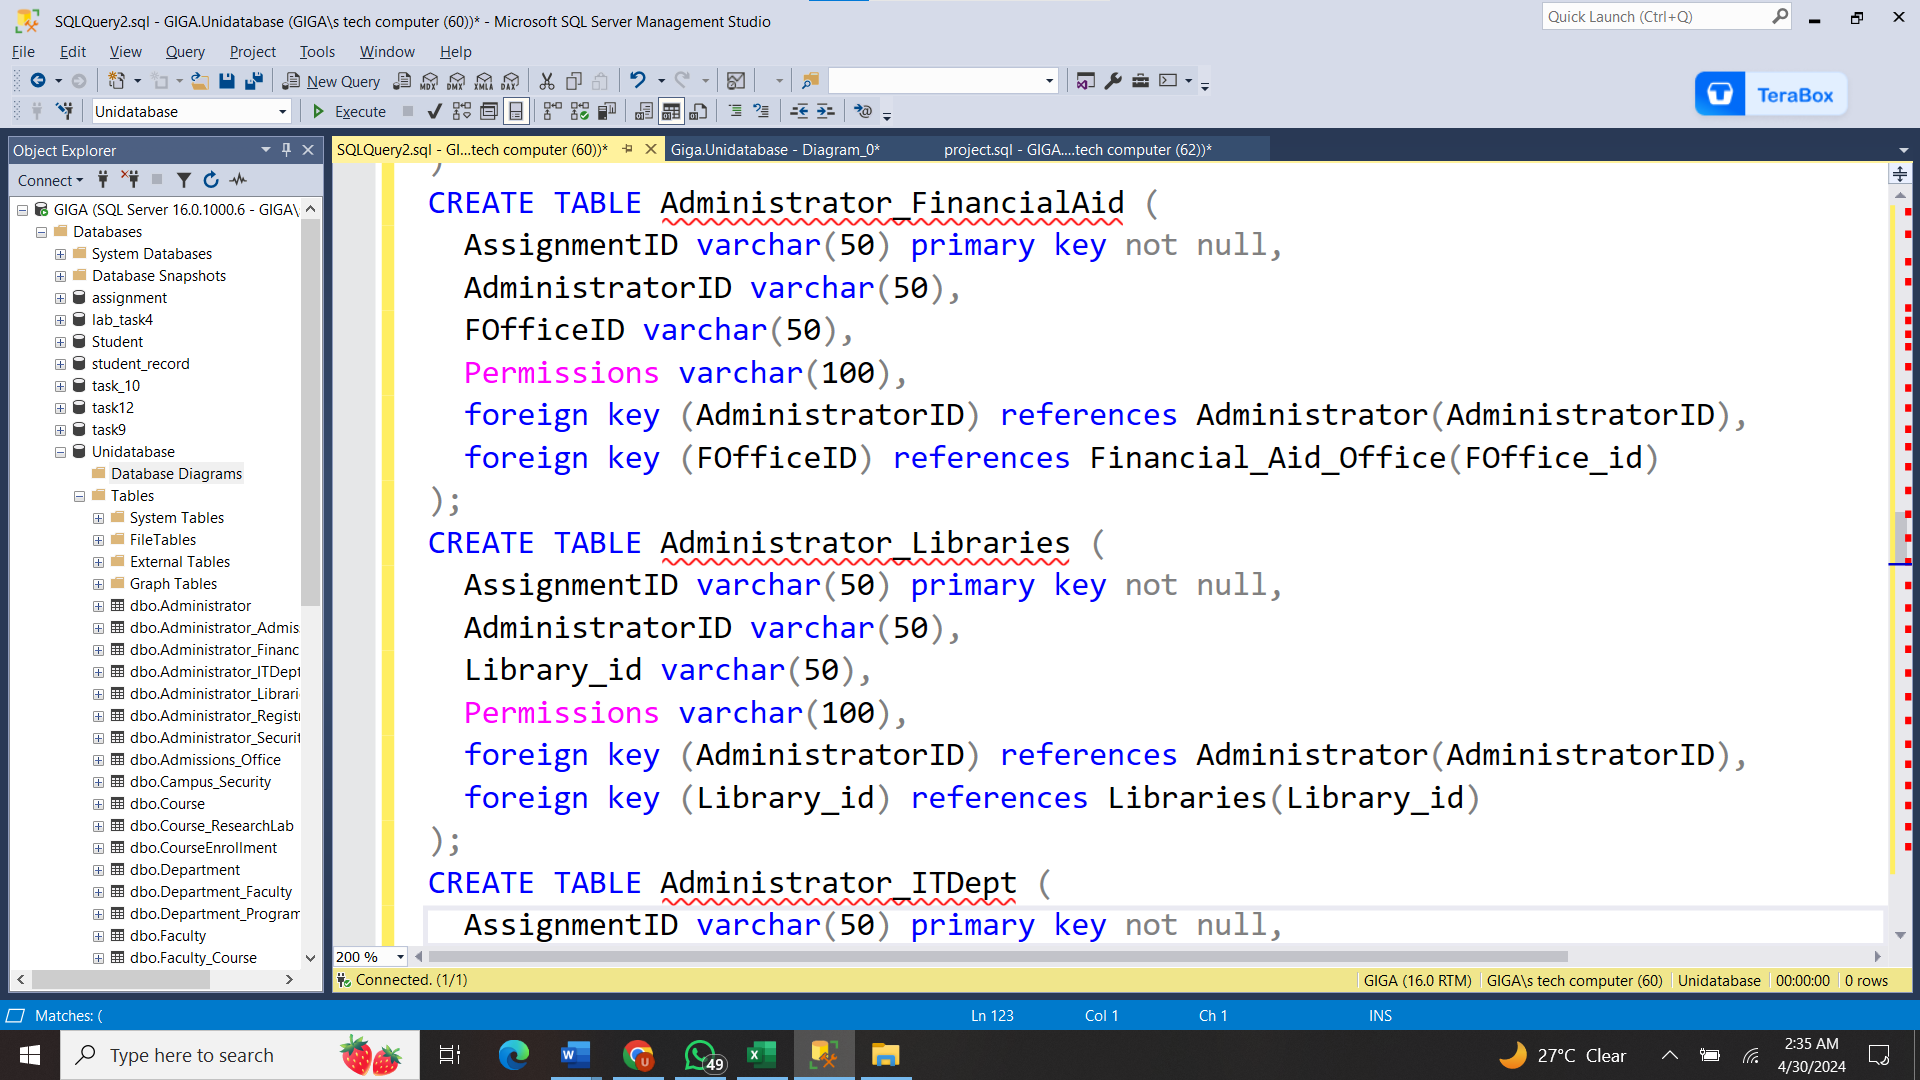 SQLQuery2.sql - GIGA.Unidatabase (GIGA\s tech computer (60))* - Microsoft SQL Server Management Studio
Quick Launch (Ctrl+Q)
File Edit View Query Project Tools Window Help
New Query
MDX DMX XMLA DAX
TeraBox
Unidatabase
Execute
Object Explorer
SQLQuery2.sql - GI...tech computer (60))*
Giga.Unidatabase - Diagram_0*
project.sql - GIGA....tech computer (62))*
Connect
GIGA (SQL Server 16.0.1000.6 - GIGA\
Databases
System Databases
Database Snapshots
assignment
lab_task4
Student
student_record
task_10
task12
task9
Unidatabase
Database Diagrams
Tables
System Tables
FileTables
External Tables
Graph Tables
dbo.Administrator
dbo.Administrator_Admis
dbo.Administrator_Financ
dbo.Administrator_ITDept
dbo.Administrator_Librari
dbo.Administrator_Registr
dbo.Administrator_Securit
dbo.Admissions_Office
dbo.Campus_Security
dbo.Course
dbo.Course_ResearchLab
dbo.CourseEnrollment
dbo.Department
dbo.Department_Faculty
dbo.Department_Program
dbo.Faculty
dbo.Faculty_Course
)
CREATE TABLE Administrator_FinancialAid (
AssignmentID varchar(50) primary key not null,
AdministratorID varchar(50),
FOfficeID varchar(50),
Permissions varchar(100),
foreign key (AdministratorID) references Administrator(AdministratorID),
foreign key (FOfficeID) references Financial_Aid_Office(FOffice_id)
);
CREATE TABLE Administrator_Libraries (
AssignmentID varchar(50) primary key not null,
AdministratorID varchar(50),
Library_id varchar(50),
Permissions varchar(100),
foreign key (AdministratorID) references Administrator(AdministratorID),
foreign key (Library_id) references Libraries(Library_id)
);
CREATE TABLE Administrator_ITDept (
AssignmentID varchar(50) primary key not null,
200 %
Connected. (1/1)
GIGA (16.0 RTM) GIGA\s tech computer (60) Unidatabase 00:00:00 0 rows
Matches: (
Ln 123 Col 1 Ch 1 INS
Type here to search
49
27°C Clear
2:35 AM
4/30/2024